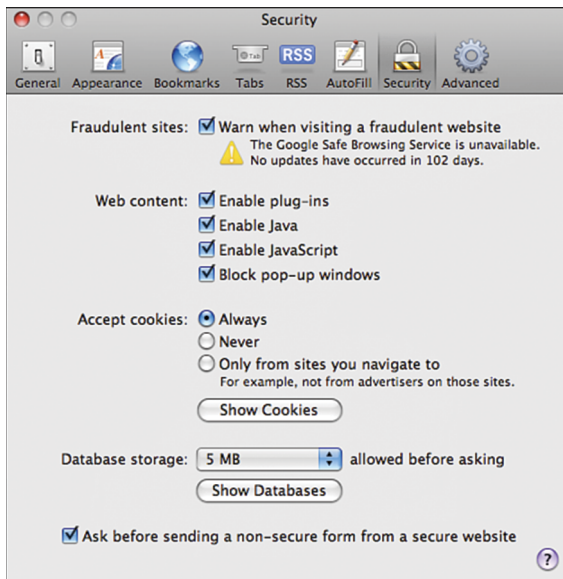 Security
General Appearance Bookmarks Tabs RSS AutoFill Security Advanced
Tab
RSS
Fraudulent sites: Warn when visiting a fraudulent website
The Google Safe Browsing Service is unavailable.
No updates have occurred in 102 days.
Web content: Enable plug-ins
Enable Java
Enable JavaScript
Block pop-up windows
Accept cookies: Always
Never
Only from sites you navigate to
For example, not from advertisers on those sites.
Show Cookies
Database storage: 5 MB allowed before asking
Show Databases
Ask before sending a non-secure form from a secure website
?